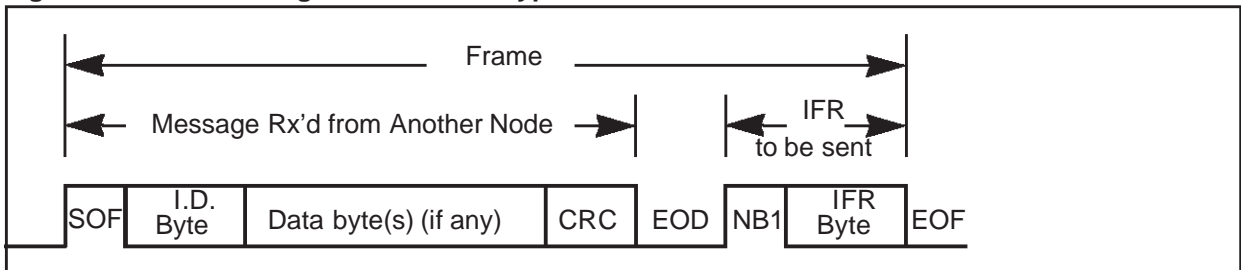 Frame
Message Rx'd from Another Node
IFR
to be sent
SOF
I.D.
Byte
Data byte(s) (if any)
CRC
EOD
NB1
IFR
Byte
EOF